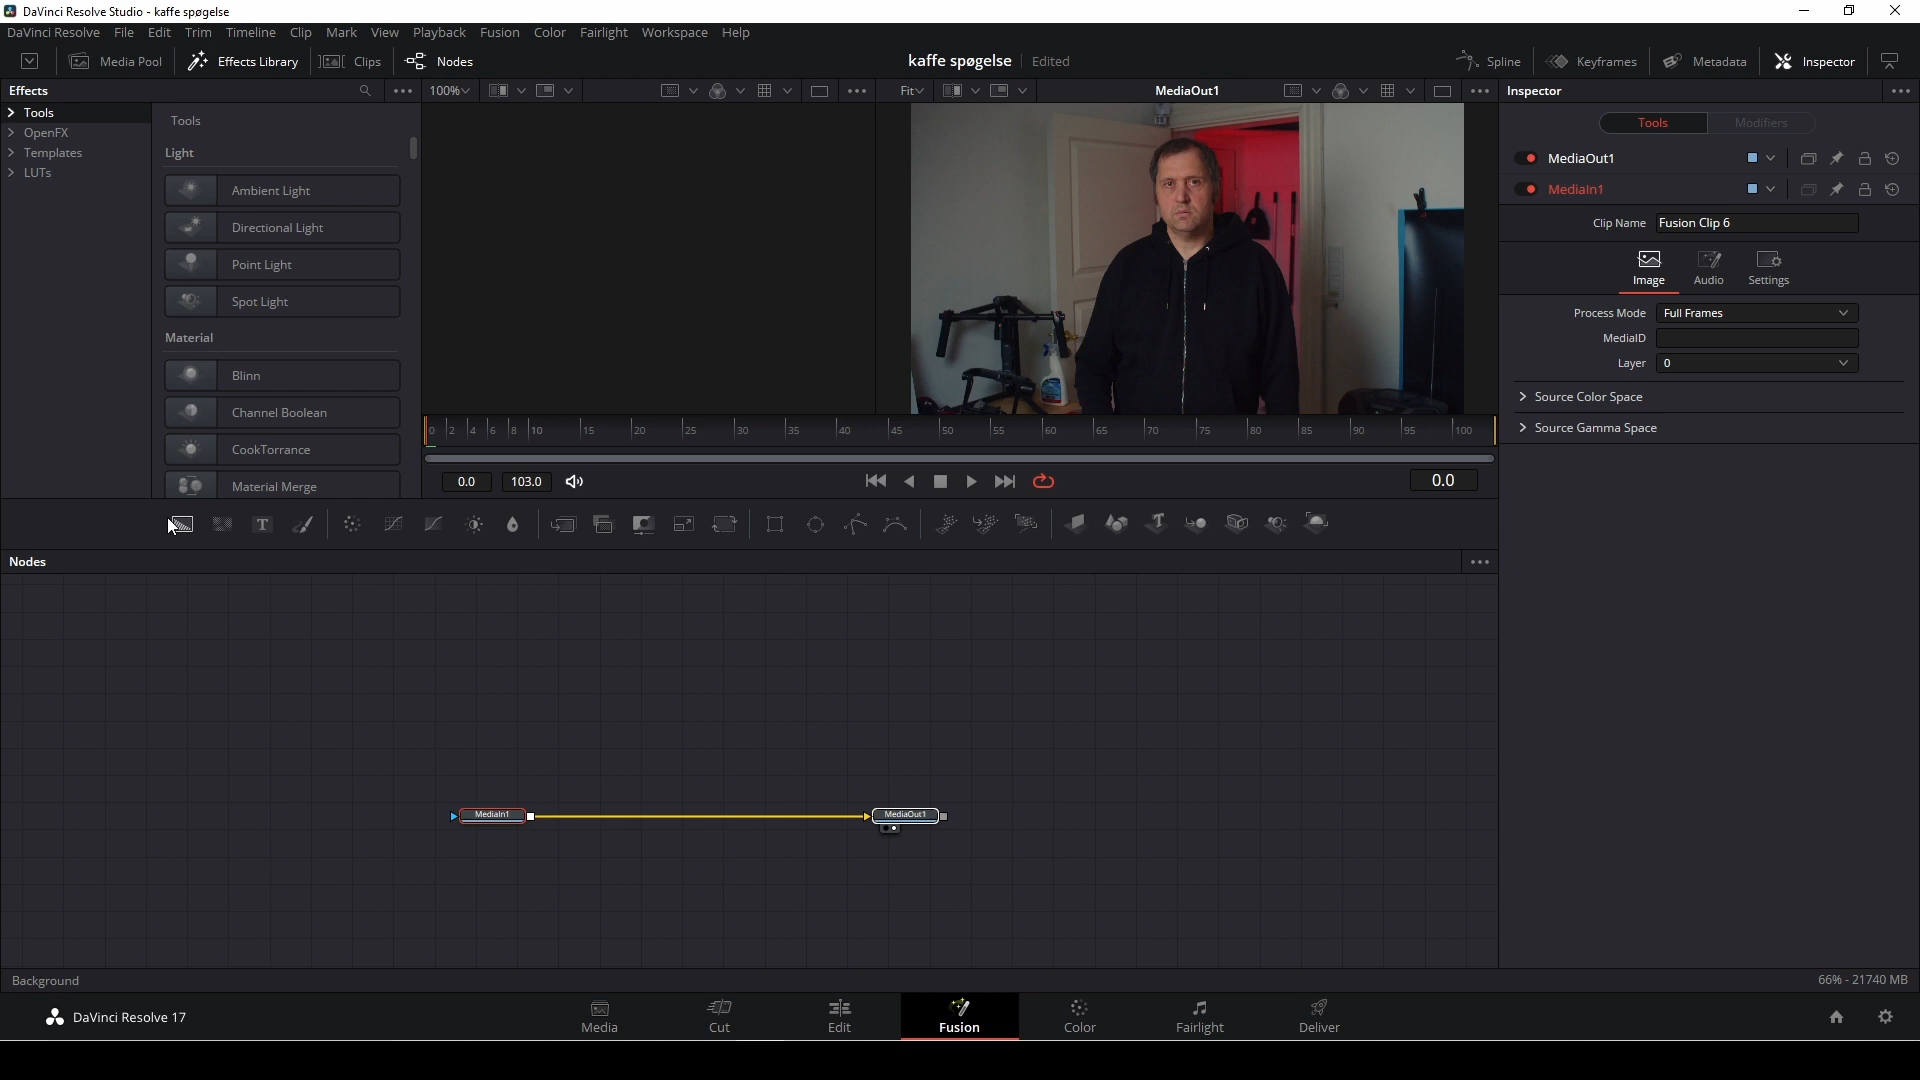 DaVinci Resolve Studio - kaffe spøgelse
DaVinci Resolve File Edit Trim Timeline Clip Mark View Playback Fusion Color Fairlight Workspace Help
Media Pool Effects Library Clips Nodes kaffe spøgelse Edited Spline Keyframes Metadata Inspector
Effects 100% Fit MediaOut1 Inspector
Tools
OpenFX
Templates
LUTs
Tools
Light
Ambient Light
Directional Light
Point Light
Spot Light
Material
Blinn
Channel Boolean
CookTorrance
Material Merge
0 2 4 6 8 10 15 20 25 30 35 40 45 50 55 60 65 70 75 80 85 90 95 100
0.0 103.0 0.0
Tools Modifiers
MediaOut1
MediaIn1
Clip Name Fusion Clip 6
Image Audio Settings
Process Mode Full Frames
MediaID
Layer 0
Source Color Space
Source Gamma Space
T
T
Nodes
MediaIn1 MediaOut1
Background 66% - 21740 MB
DaVinci Resolve 17 Media Cut Edit Fusion Color Fairlight Deliver